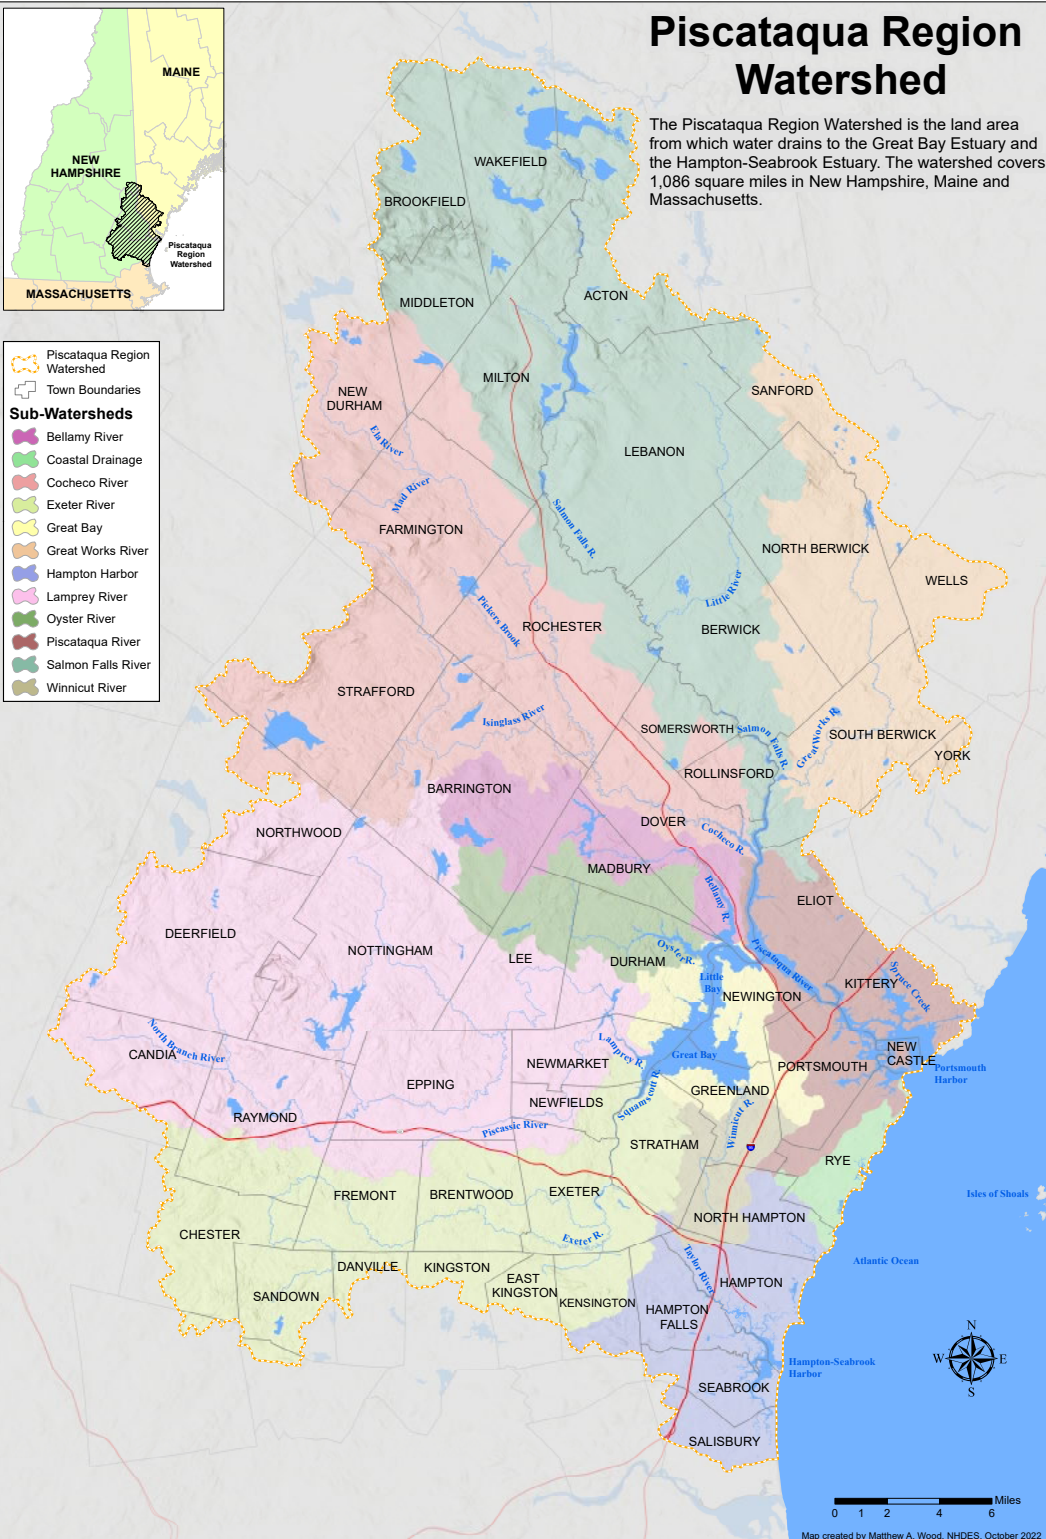 Piscataqua Region
Watershed
The Piscataqua Region Watershed is the land area
from which water drains to the Great Bay Estuary and
the Hampton-Seabrook Estuary. The watershed covers
1,086 square miles in New Hampshire, Maine and
Massachusetts.
MAINE
NEW
HAMPSHIRE
Piscataqua
Region
Watershed
MASSACHUSETTS
Piscataqua Region
Watershed
Town Boundaries
Sub-Watersheds
Bellamy River
Coastal Drainage
Cocheco River
Exeter River
Great Bay
Great Works River
Hampton Harbor
Lamprey River
Oyster River
Piscataqua River
Salmon Falls River
Winnicut River
WAKEFIELD
BROOKFIELD
ACTON
MIDDLETON
MILTON
NEW
DURHAM
SANFORD
Ela River
LEBANON
Mad River
FARMINGTON
Salmon Falls R.
NORTH BERWICK
WELLS
Little River
Pickers Brook
ROCHESTER
BERWICK
STRAFFORD
Isinglass River
SOMERSWORTH
Salmon Falls R.
Great Works R.
SOUTH BERWICK
YORK
ROLLINSFORD
BARRINGTON
DOVER
Cocheco R.
NORTHWOOD
MADBURY
Bellamy R.
ELIOT
DEERFIELD
NOTTINGHAM
LEE
DURHAM
Oyster R.
Piscataqua River
Little
Bay
NEWINGTON
KITTERY
Spruce Creek
North Branch River
CANDIA
NEWMARKET
Lamprey R.
Great Bay
PORTSMOUTH
NEW
CASTLE
Portsmouth
Harbor
EPPING
GREENLAND
NEWFIELDS
Squamscott R.
Winnicut R.
RAYMOND
Piscassic River
STRATHAM
RYE
FREMONT
BRENTWOOD
EXETER
Isles of Shoals
NORTH HAMPTON
CHESTER
Exeter R.
Taylor River
Atlantic Ocean
DANVILLE
KINGSTON
EAST
KINGSTON
HAMPTON
SANDOWN
KENSINGTON
HAMPTON
FALLS
N
W
E
S
Hampton-Seabrook
Harbor
SEABROOK
SALISBURY
Miles
0 1 2 4 6
Map created by Matthew A. Wood, NHDES, October 2022